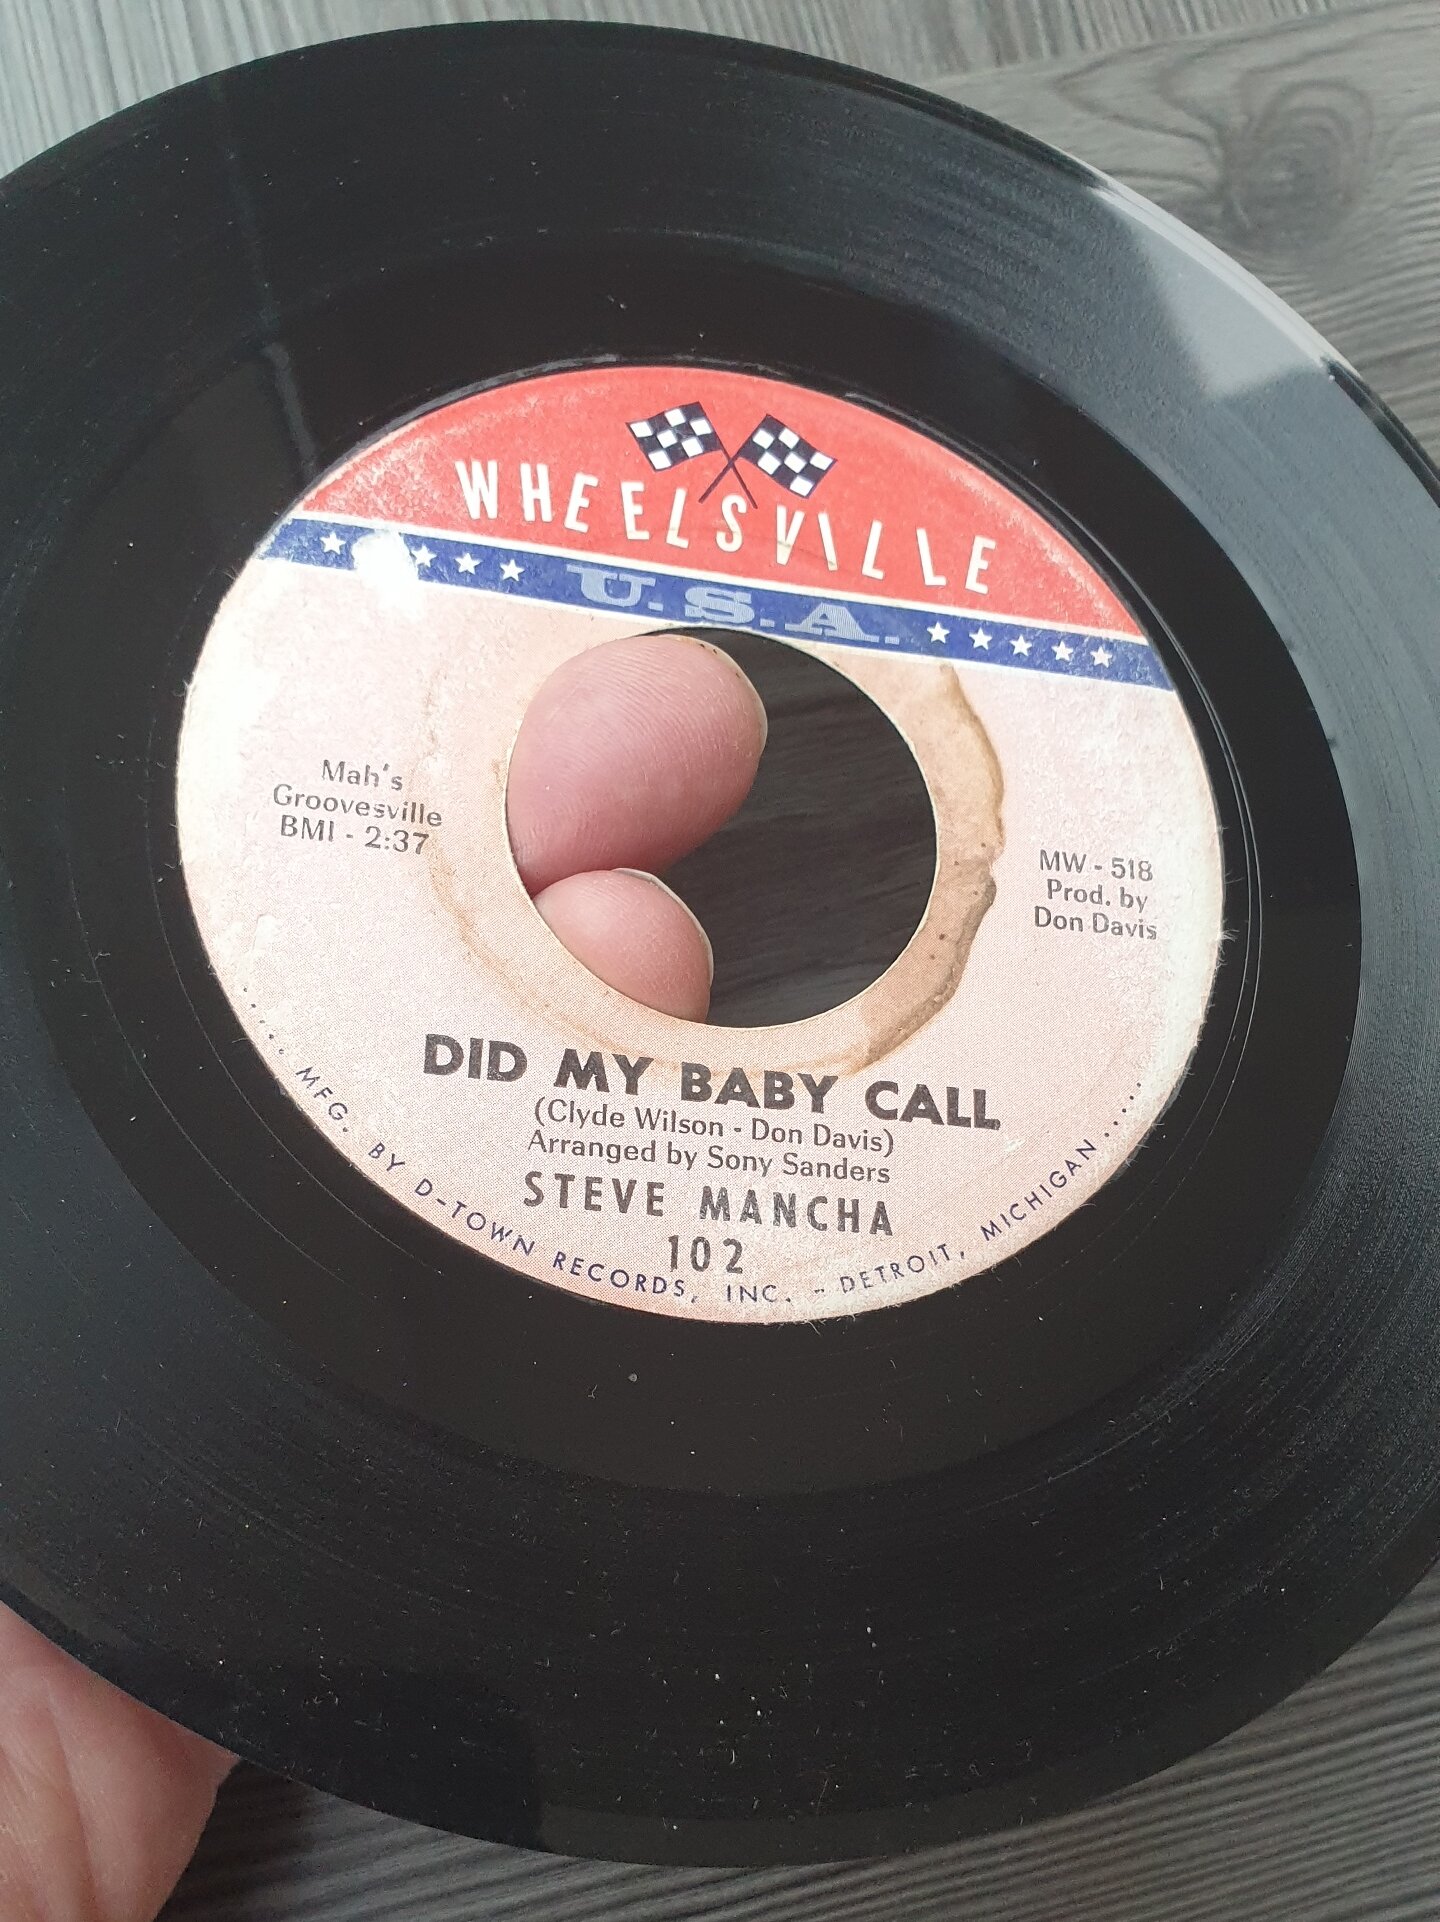 WHEELSVILLE
U.S.A.
Mah's
Groovesville
BMI - 2:37
MW - 518
Prod. by
Don Davis
DID MY BABY CALL
(Clyde Wilson - Don Davis)
Arranged by Sony Sanders
STEVE MANCHA
102
..... MFG. BY D-TOWN RECORDS, INC. - DETROIT, MICHIGAN .....